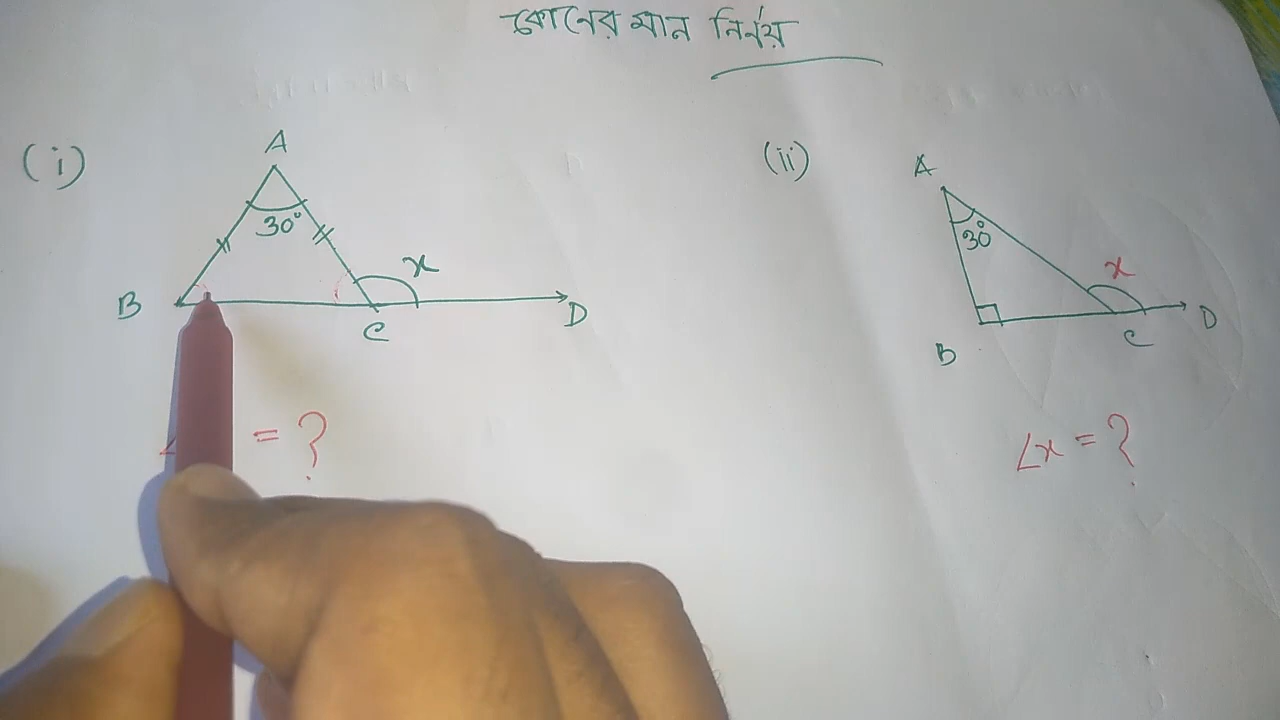 কোনের মান নির্ণয়
(i)
A
30°
x
B
C
D
∠ = ?
(ii)
A
30°
x
B
C
D
∠x = ?